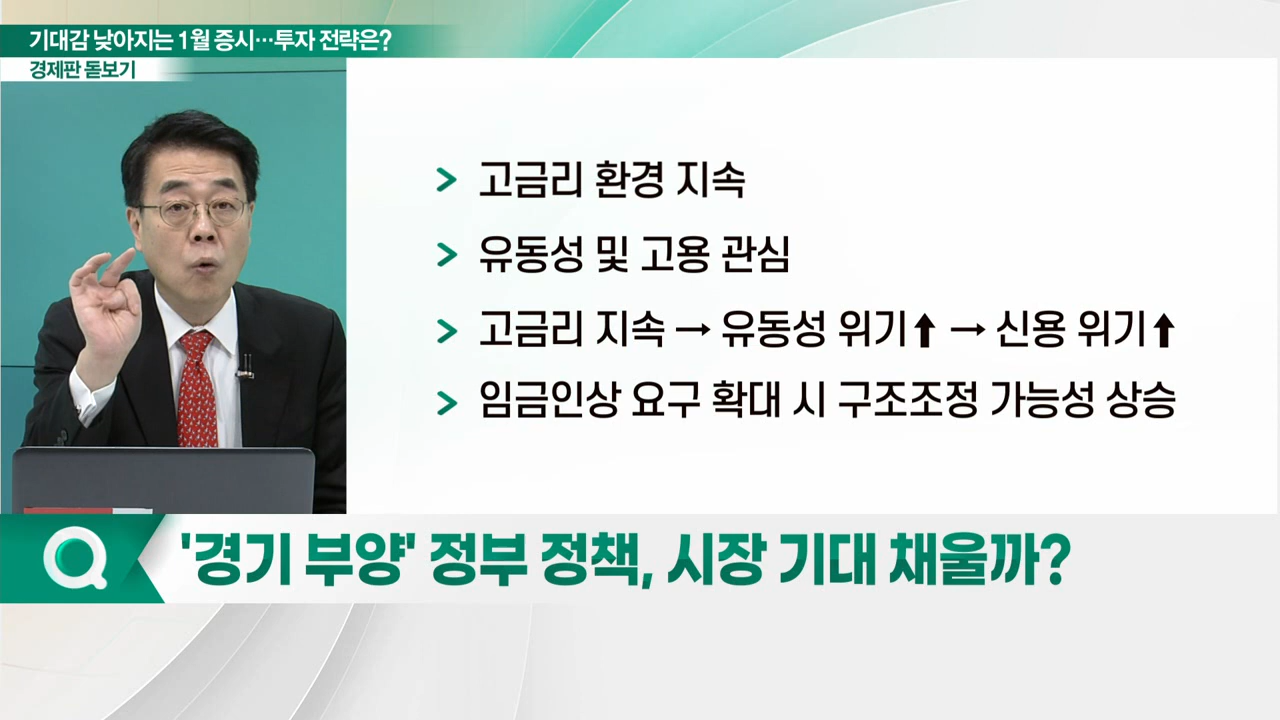 기대감 낮아지는 1월 증시…투자 전략은?
경제판 돋보기
> 고금리 환경 지속
> 유동성 및 고용 관심
> 고금리 지속 → 유동성 위기⬆ → 신용 위기⬆
> 임금인상 요구 확대 시 구조조정 가능성 상승
'경기 부양' 정부 정책, 시장 기대 채울까?